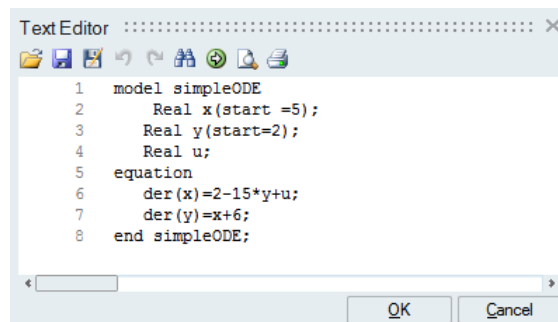 Text Editor
1 model simpleODE
2 Real x(start =5);
3 Real y(start=2);
4 Real u;
5 equation
6 der(x)=2-15*y+u;
7 der(y)=x+6;
8 end simpleODE;
OK Cancel